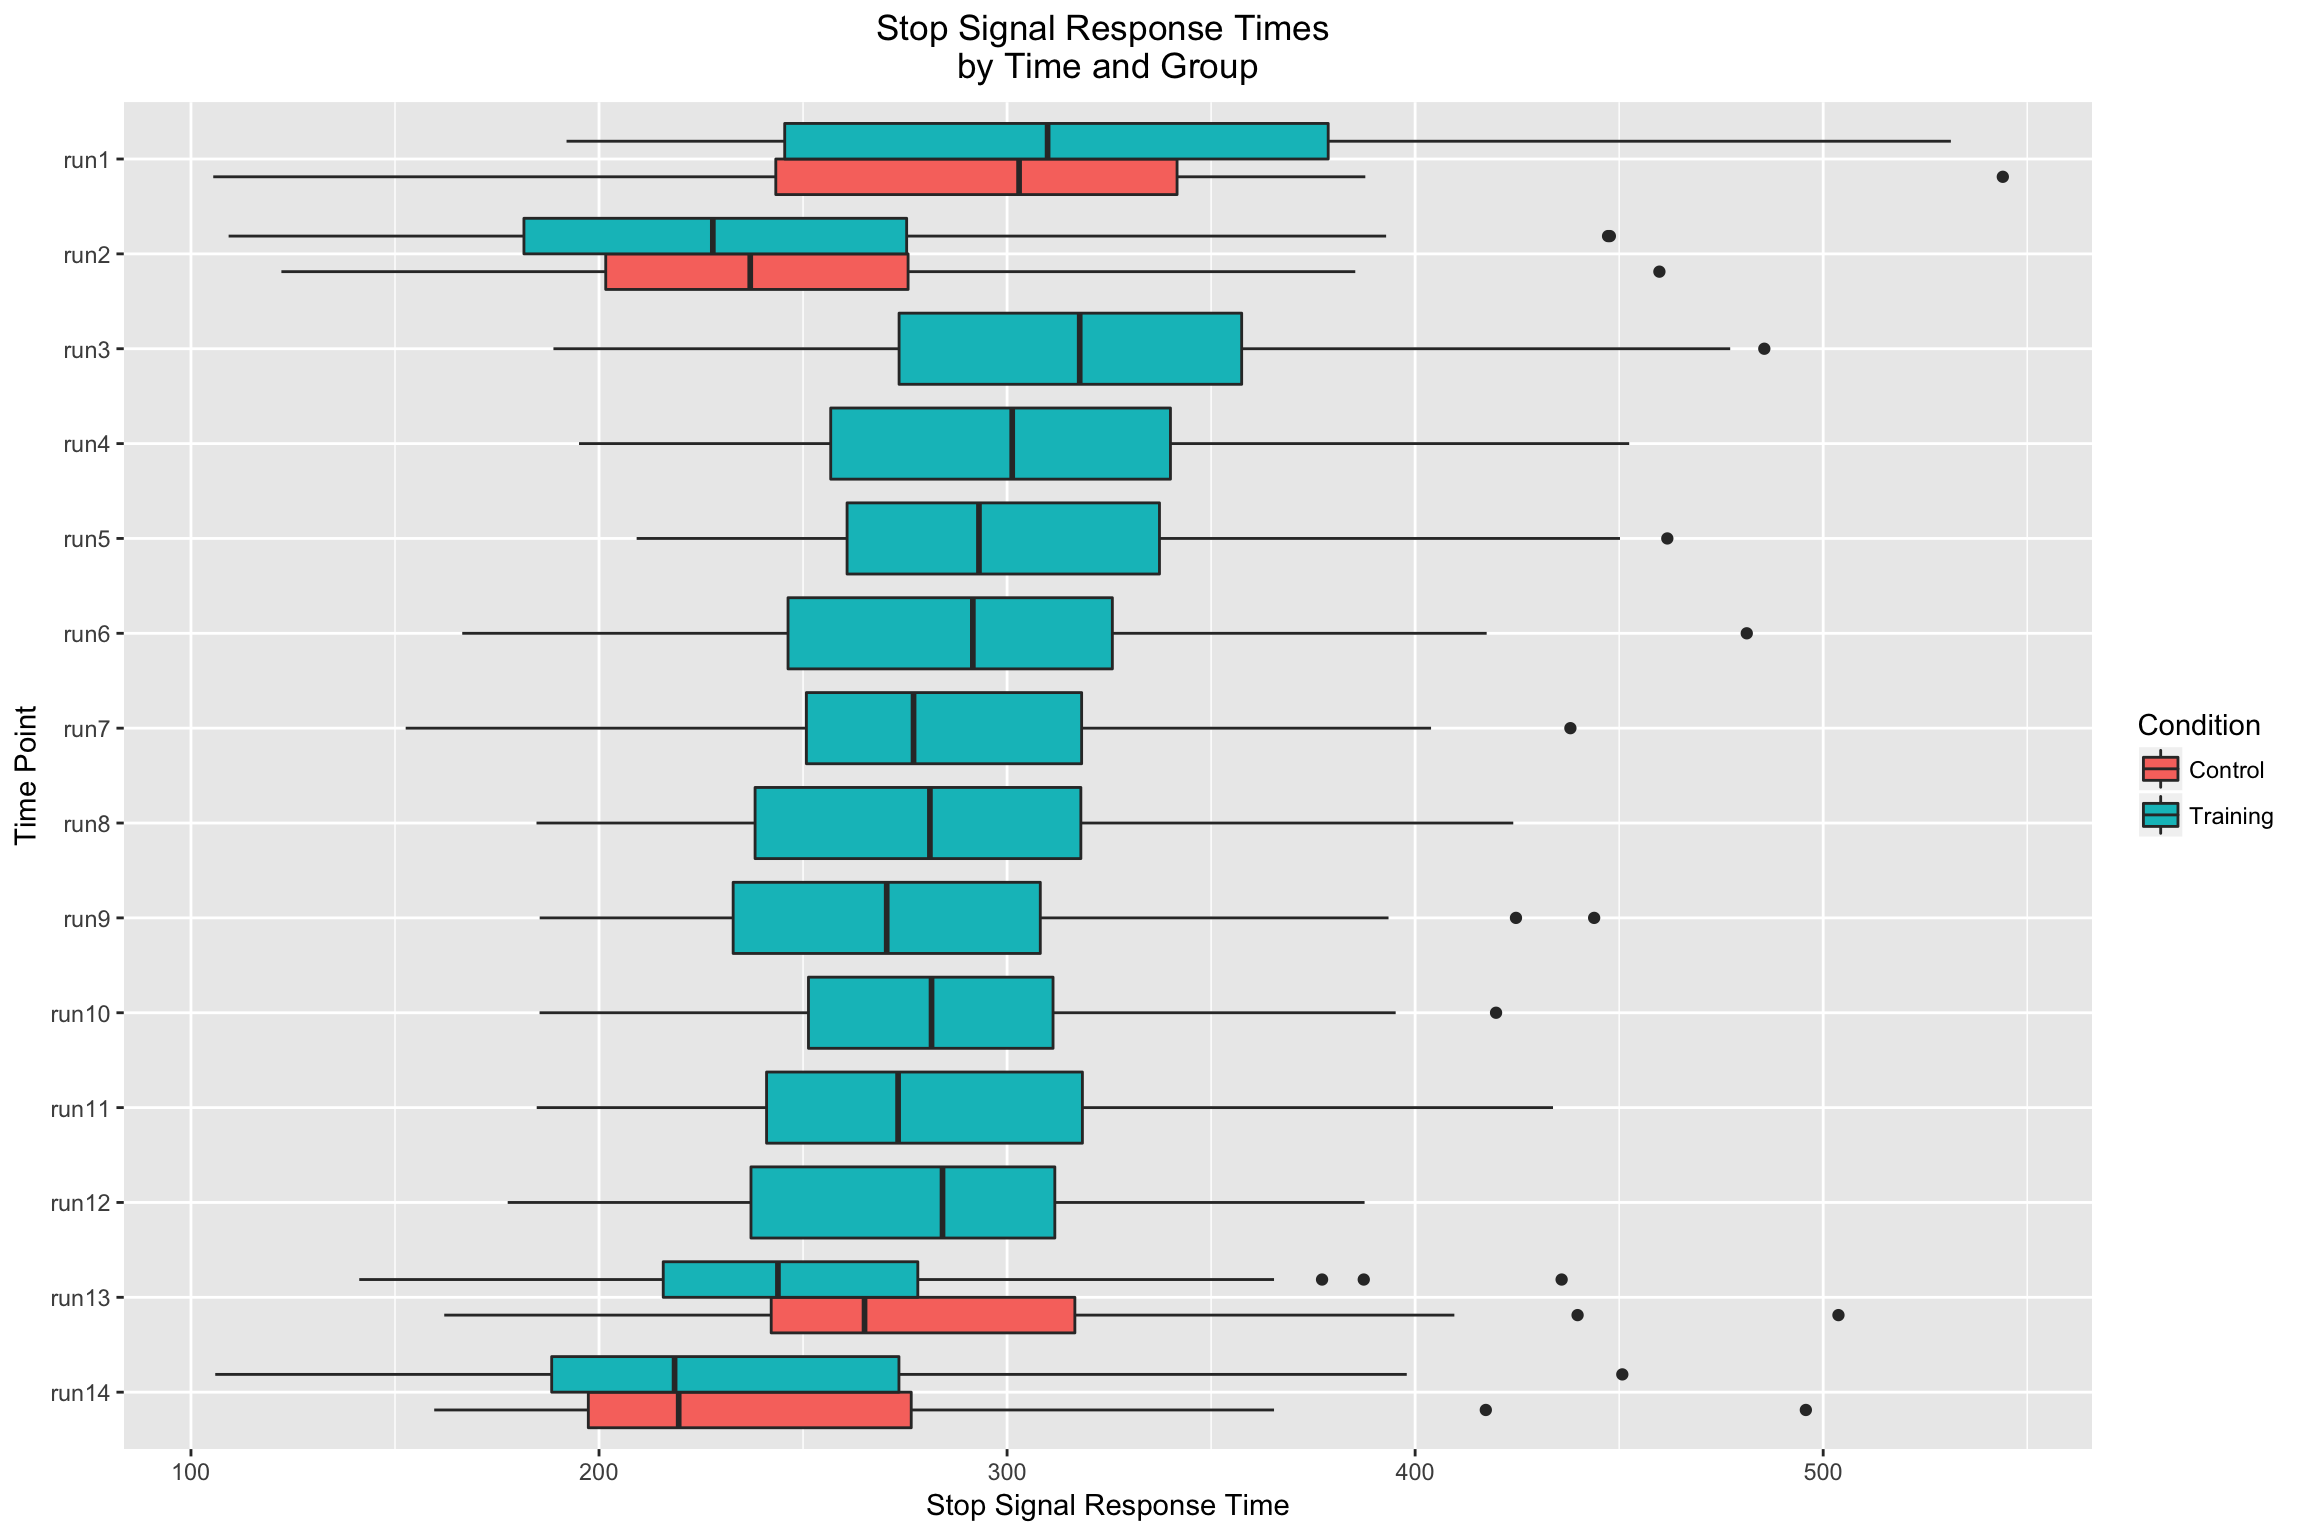 Stop Signal Response Times
by Time and Group
run1
run2
run3
run4
run5
run6
run7
run8
run9
run10
run11
run12
run13
run14
Time Point
100
200
300
400
500
Stop Signal Response Time
Condition
Control
Training